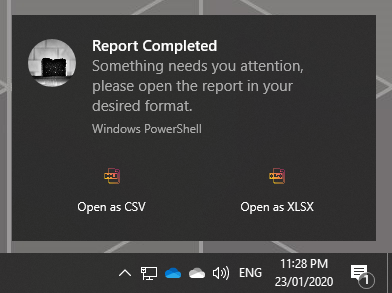 Report Completed
Something needs you attention,
please open the report in your
desired format.
Windows PowerShell
Open as CSV
Open as XLSX
ENG
11:28 PM
23/01/2020
1